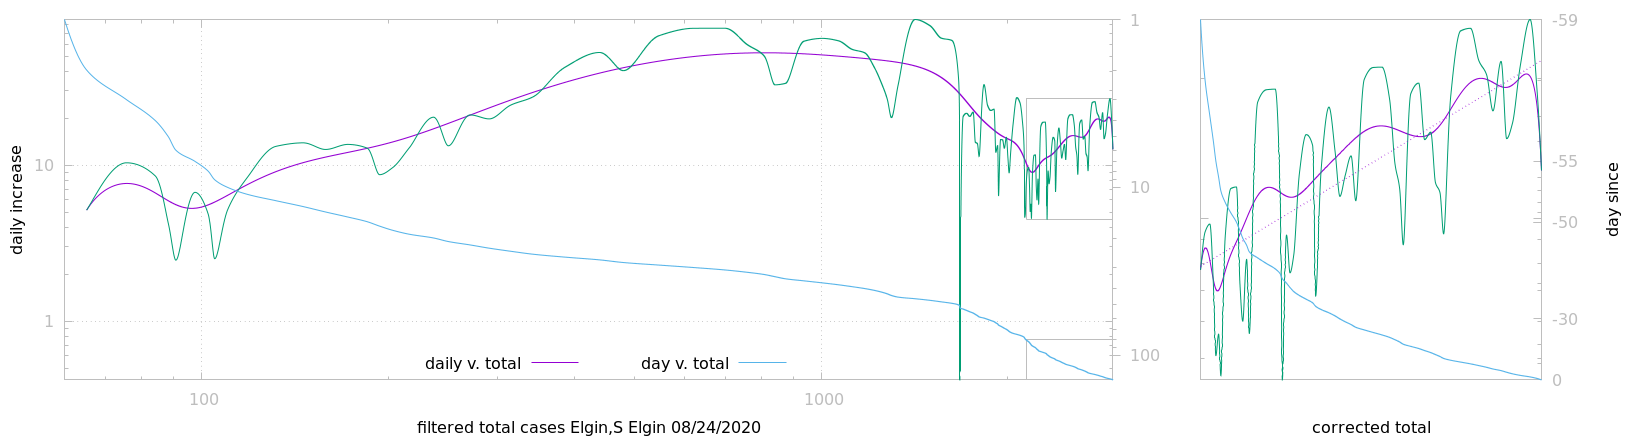 daily increase
10
1
100
1000
1
10
100
daily v. total
day v. total
filtered total cases Elgin,S Elgin 08/24/2020
-59
-55
-50
-30
0
day since
corrected total